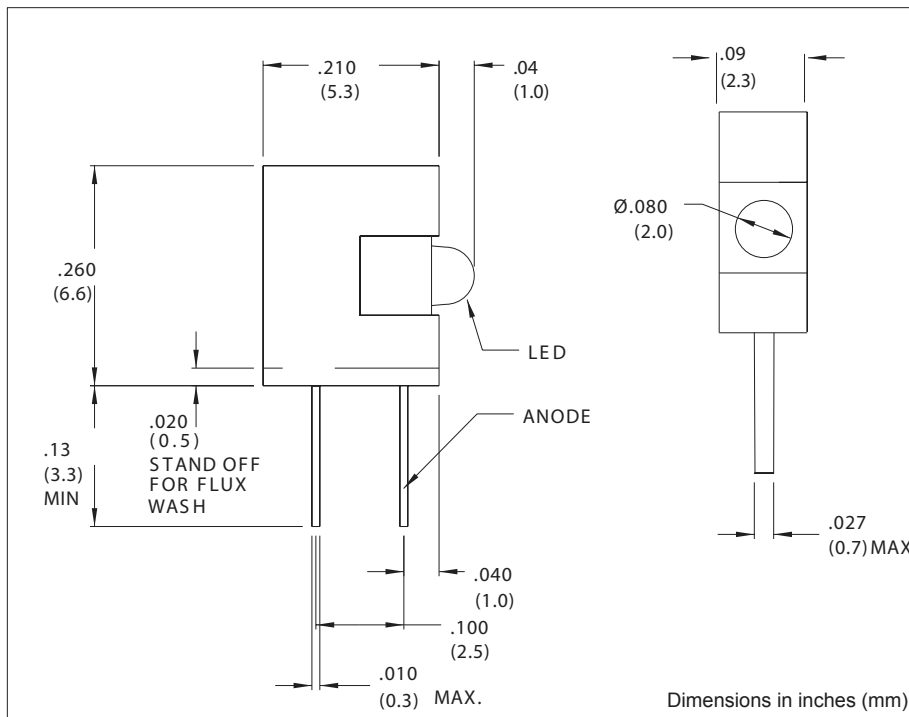 .210
(5.3)
.04
(1.0)
.09
(2.3)
Ø.080
(2.0)
.260
(6.6)
LED
ANODE
.020
(0.5)
STAND OFF
FOR FLUX
WASH
.13
(3.3)
MIN
.027
(0.7) MAX
.040
(1.0)
.100
(2.5)
.010
(0.3) MAX.
Dimensions in inches (mm)